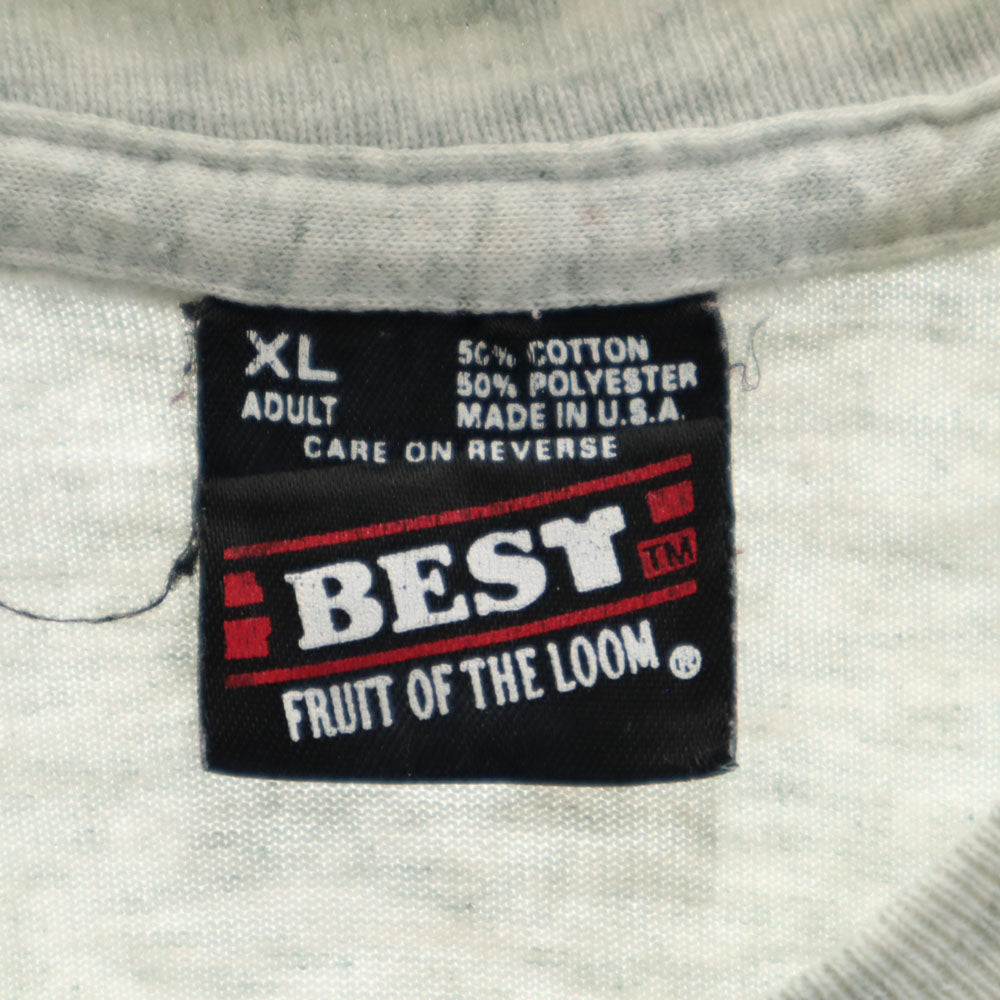 XL
ADULT
50% COTTON
50% POLYESTER
MADE IN U.S.A.
CARE ON REVERSE
BEST TM
FRUIT OF THE LOOM ®